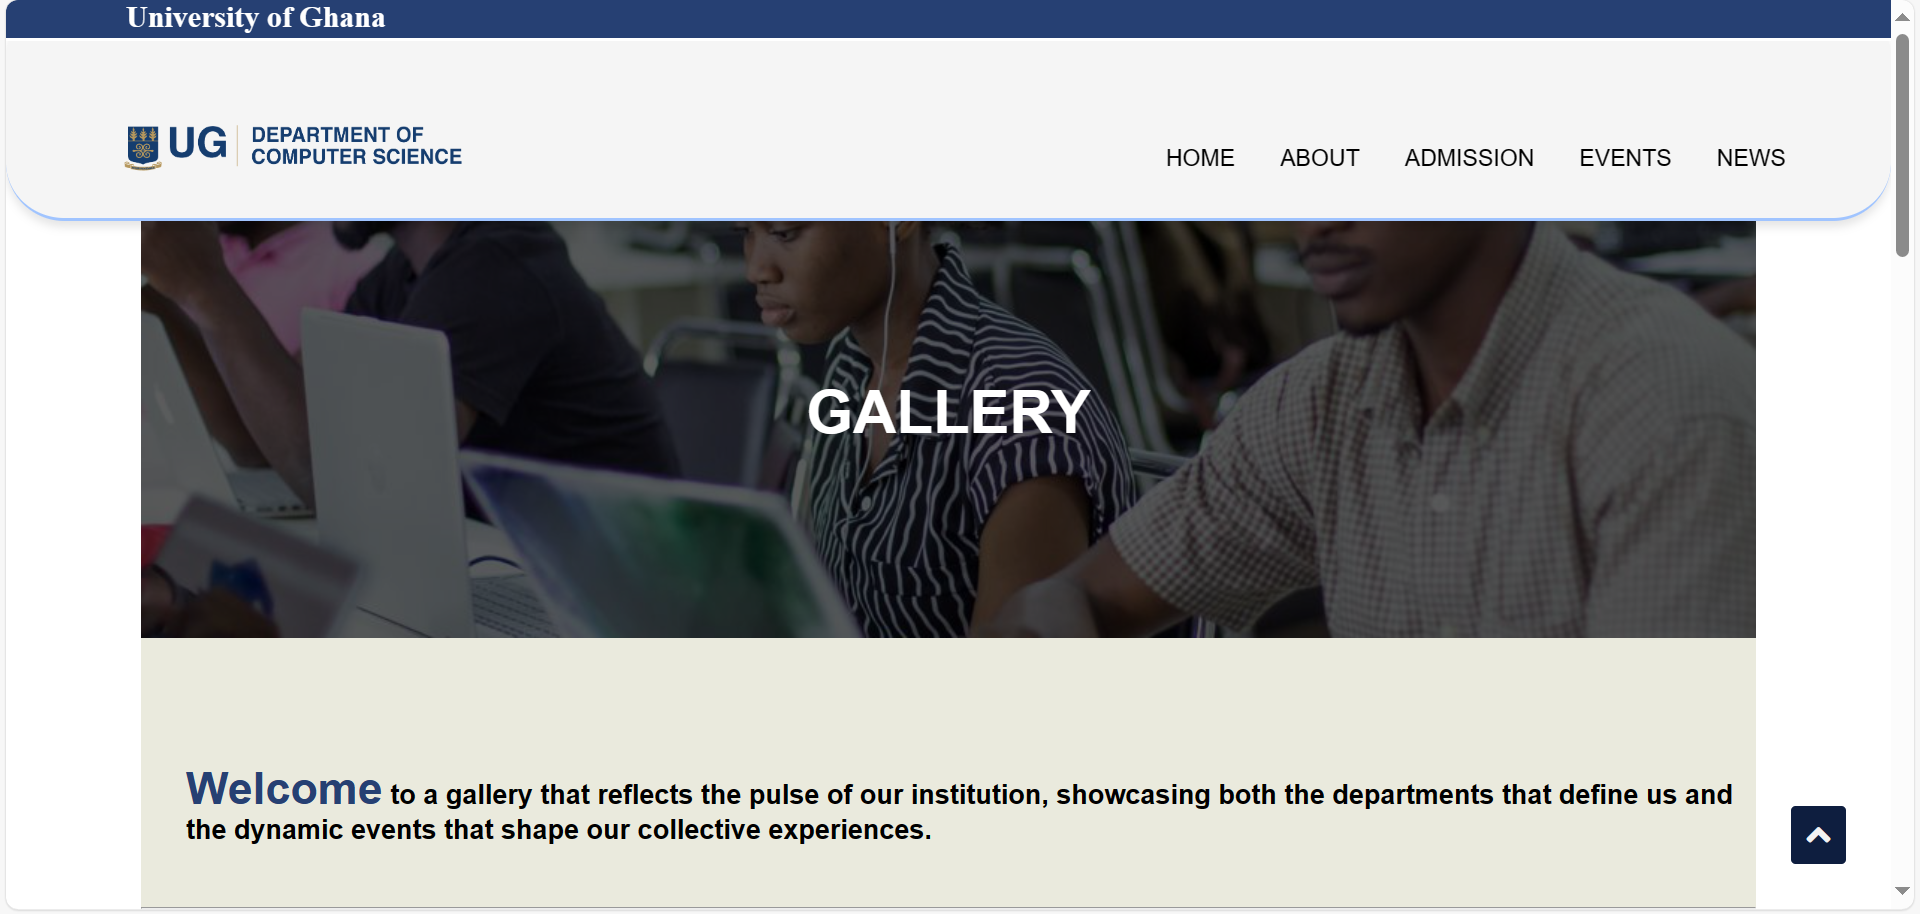 University of Ghana
UG
DEPARTMENT OF
COMPUTER SCIENCE
HOME ABOUT ADMISSION EVENTS NEWS
GALLERY
Welcome to a gallery that reflects the pulse of our institution, showcasing both the departments that define us and
the dynamic events that shape our collective experiences.